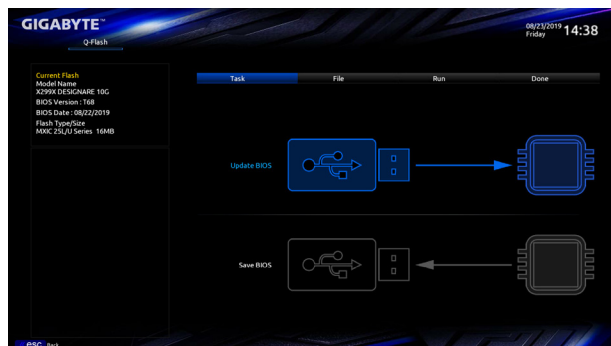 GIGABYTE™
Q-Flash
08/23/2019 14:38
Friday
Current Flash
Model Name
X299X DESIGNARE 10G
BIOS Version : T68
BIOS Date : 08/22/2019
Flash Type/Size
MXIC 25L/U Series 16MB
Task File Run Done
Update BIOS
Save BIOS
esc Back